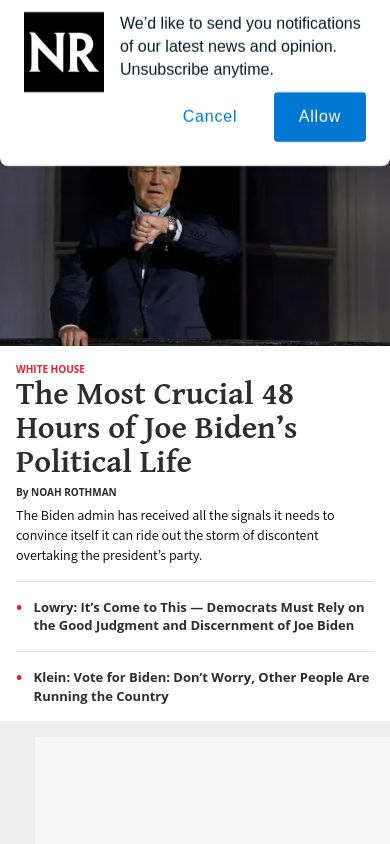 NR
We’d like to send you notifications
of our latest news and opinion.
Unsubscribe anytime.
Cancel
Allow
WHITE HOUSE
The Most Crucial 48
Hours of Joe Biden’s
Political Life
By NOAH ROTHMAN
The Biden admin has received all the signals it needs to
convince itself it can ride out the storm of discontent
overtaking the president’s party.
• Lowry: It’s Come to This — Democrats Must Rely on
the Good Judgment and Discernment of Joe Biden
• Klein: Vote for Biden: Don’t Worry, Other People Are
Running the Country